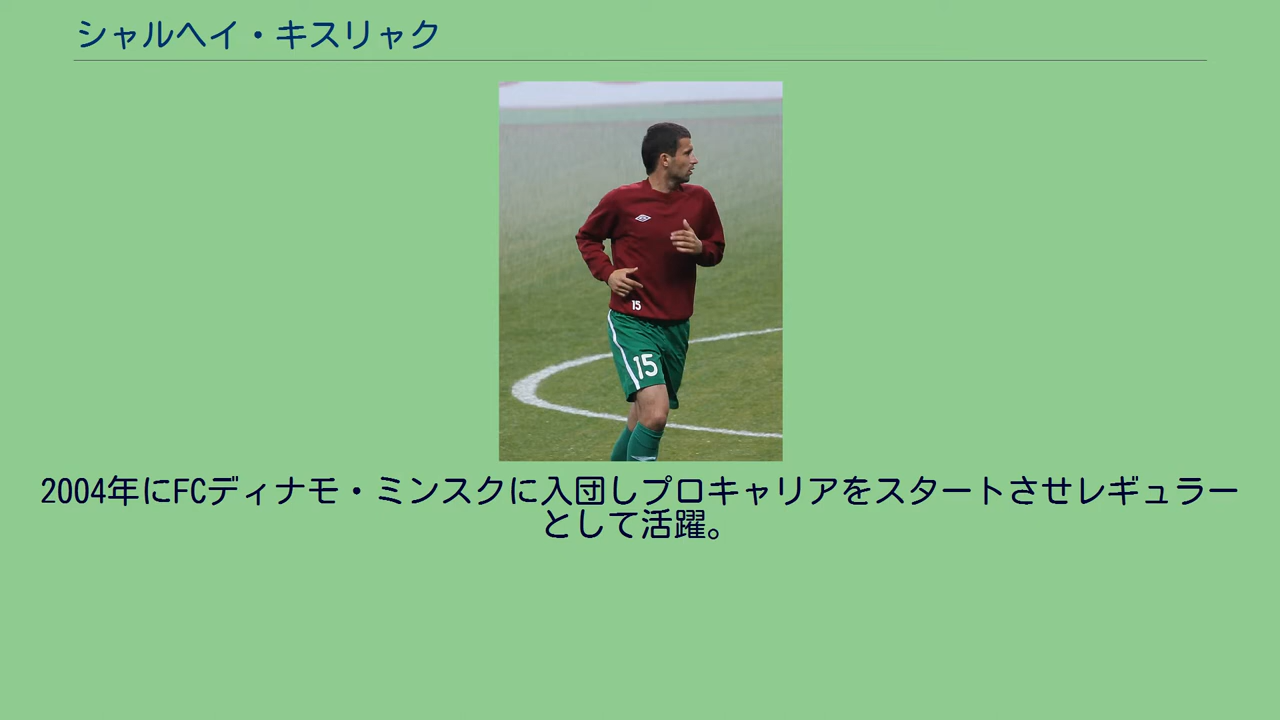 シャルヘイ・キスリャク
15
15
2004年にFCディナモ・ミンスクに入団しプロキャリアをスタートさせレギュラー
として活躍。